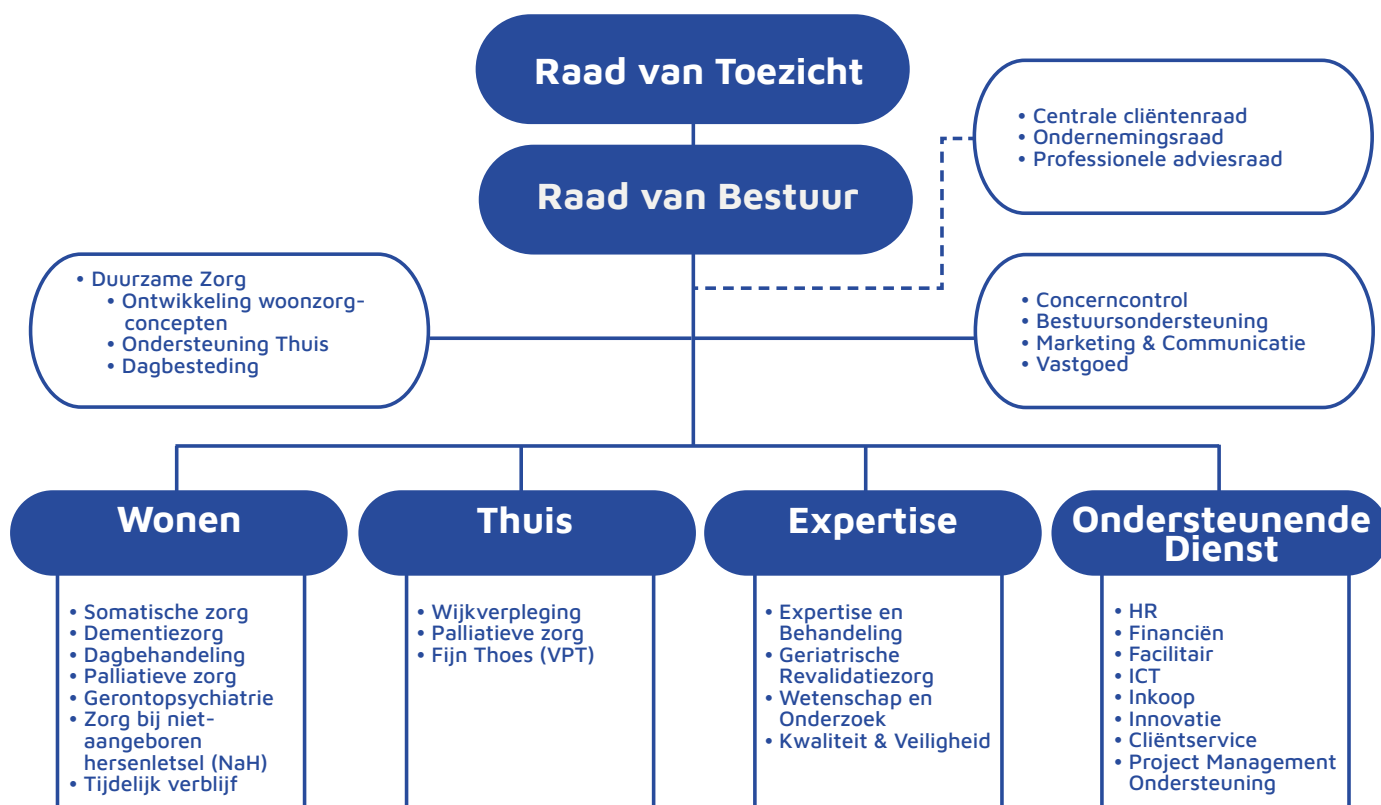 Raad van Toezicht
Raad van Bestuur
• Centrale cliëntenraad
• Ondernemingsraad
• Professionele adviesraad
• Duurzame Zorg
• Ontwikkeling woonzorg-
concepten
• Ondersteuning Thuis
• Dagbesteding
• Concerncontrol
• Bestuursondersteuning
• Marketing & Communicatie
• Vastgoed
Wonen
• Somatische zorg
• Dementiezorg
• Dagbehandeling
• Palliatieve zorg
• Gerontopsychiatrie
• Zorg bij niet-
aangeboren
hersenletsel (NaH)
• Tijdelijk verblijf
Thuis
• Wijkverpleging
• Palliatieve zorg
• Fijn Thoes (VPT)
Expertise
• Expertise en
Behandeling
• Geriatrische
Revalidatiezorg
• Wetenschap en
Onderzoek
• Kwaliteit & Veiligheid
Ondersteunende
Dienst
• HR
• Financiën
• Facilitair
• ICT
• Inkoop
• Innovatie
• Cliëntservice
• Project Management
Ondersteuning